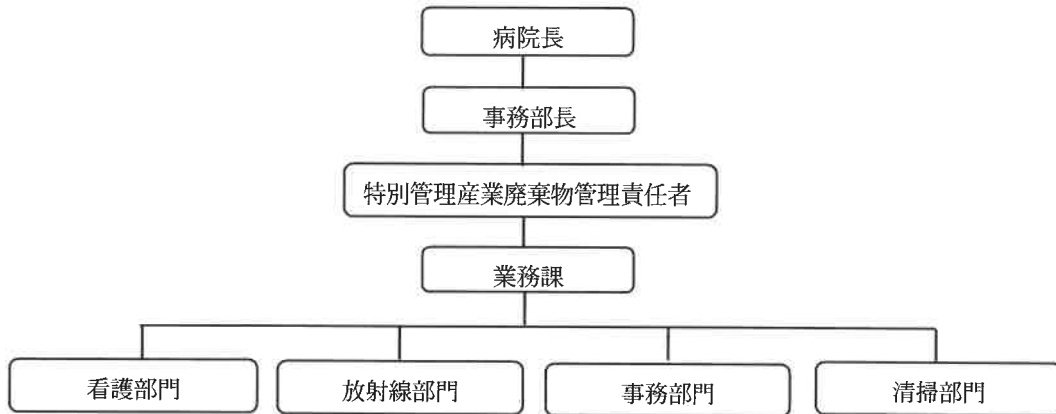 病院長
事務部長
特別管理産業廃棄物管理責任者
業務課
看護部門
放射線部門
事務部門
清掃部門